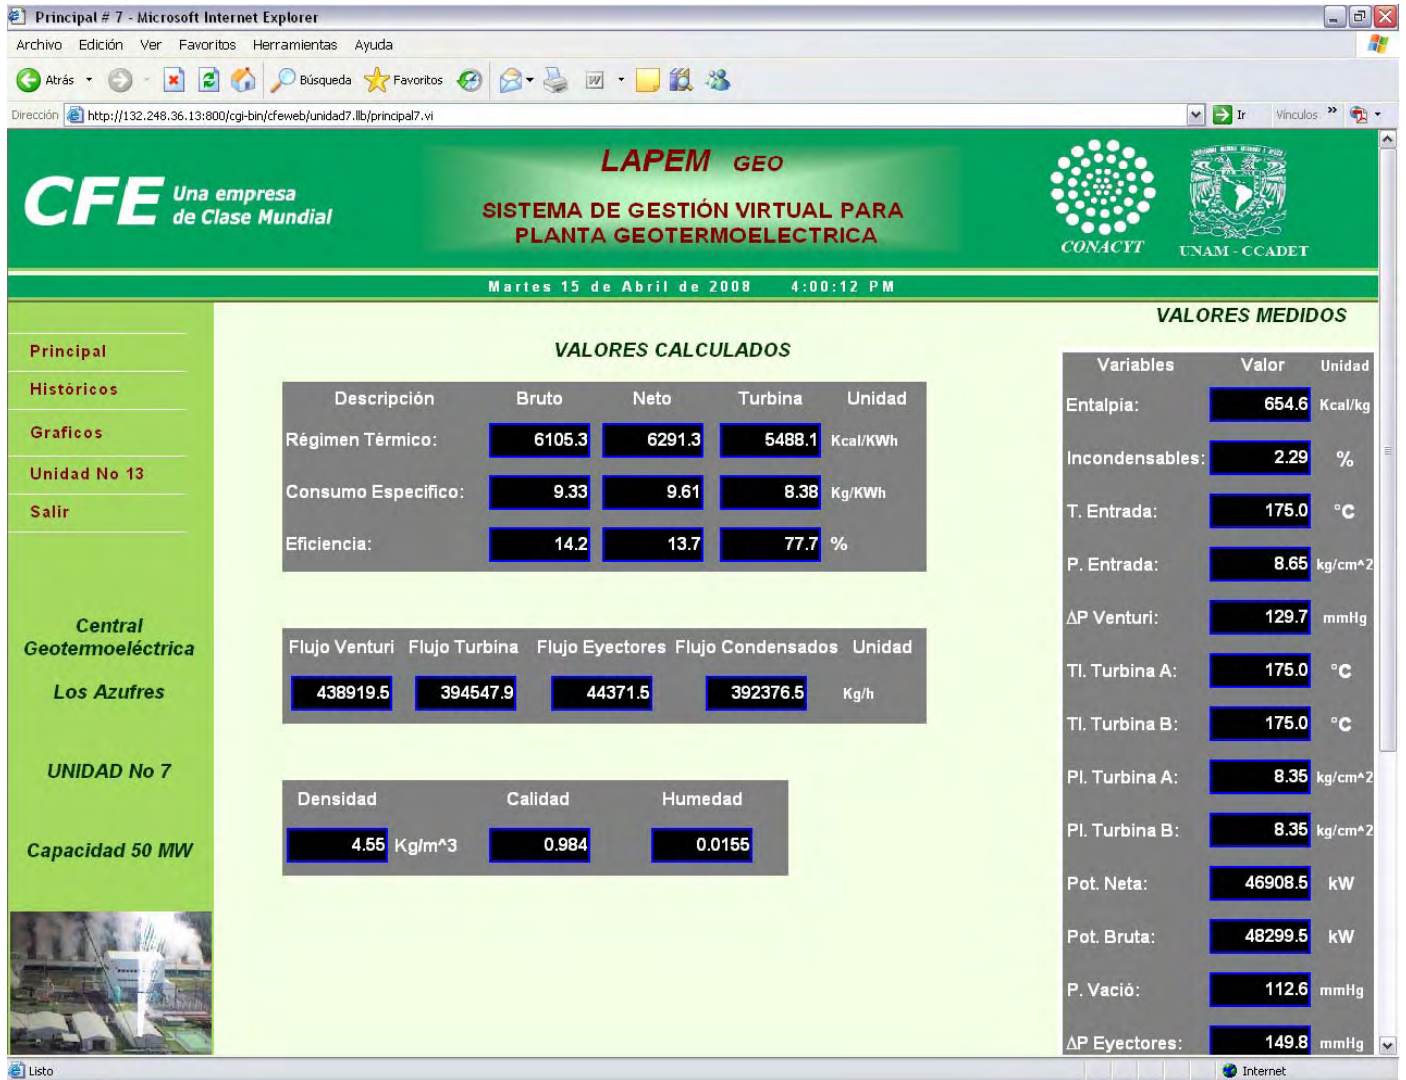 Principal # 7 - Microsoft Internet Explorer
Archivo Edición Ver Favoritos Herramientas Ayuda
Atrás Búsqueda Favoritos
Dirección http://132.248.36.13:800/cgi-bin/cfeweb/unidad7.llb/principal7.vi Ir Vínculos »
CFE Una empresa
de Clase Mundial
LAPEM GEO
SISTEMA DE GESTIÓN VIRTUAL PARA
PLANTA GEOTERMOELECTRICA
CONACYT
UNAM - CCADET
Martes 15 de Abril de 2008 4:00:12 PM
Principal
Históricos
Graficos
Unidad No 13
Salir
Central
Geotermoeléctrica
Los Azufres
UNIDAD No 7
Capacidad 50 MW
VALORES CALCULADOS
Descripción Bruto Neto Turbina Unidad
Régimen Térmico: 6105.3 6291.3 5488.1 Kcal/KWh
Consumo Especifico: 9.33 9.61 8.38 Kg/KWh
Eficiencia: 14.2 13.7 77.7 %
Flujo Venturi Flujo Turbina Flujo Eyectores Flujo Condensados Unidad
438919.5 394547.9 44371.5 392376.5 Kg/h
Densidad Calidad Humedad
4.55 Kg/m^3 0.984 0.0155
VALORES MEDIDOS
Variables Valor Unidad
Entalpia: 654.6 Kcal/kg
Incondensables: 2.29 %
T. Entrada: 175.0 °C
P. Entrada: 8.65 kg/cm^2
ΔP Venturi: 129.7 mmHg
TI. Turbina A: 175.0 °C
TI. Turbina B: 175.0 °C
PI. Turbina A: 8.35 kg/cm^2
PI. Turbina B: 8.35 kg/cm^2
Pot. Neta: 46908.5 kW
Pot. Bruta: 48299.5 kW
P. Vació: 112.6 mmHg
ΔP Eyectores: 149.8 mmHg
Listo Internet